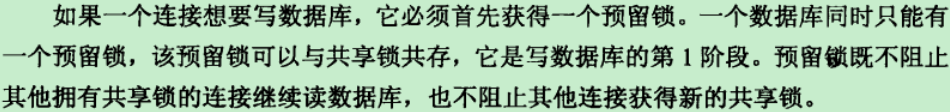 如果一个连接想要写数据库，它必须首先获得一个预留锁。一个数据库同时只能有
一个预留锁，该预留锁可以与共享锁共存，它是写数据库的第 1 阶段。预留锁既不阻止
其他拥有共享锁的连接继续读数据库，也不阻止其他连接获得新的共享锁。